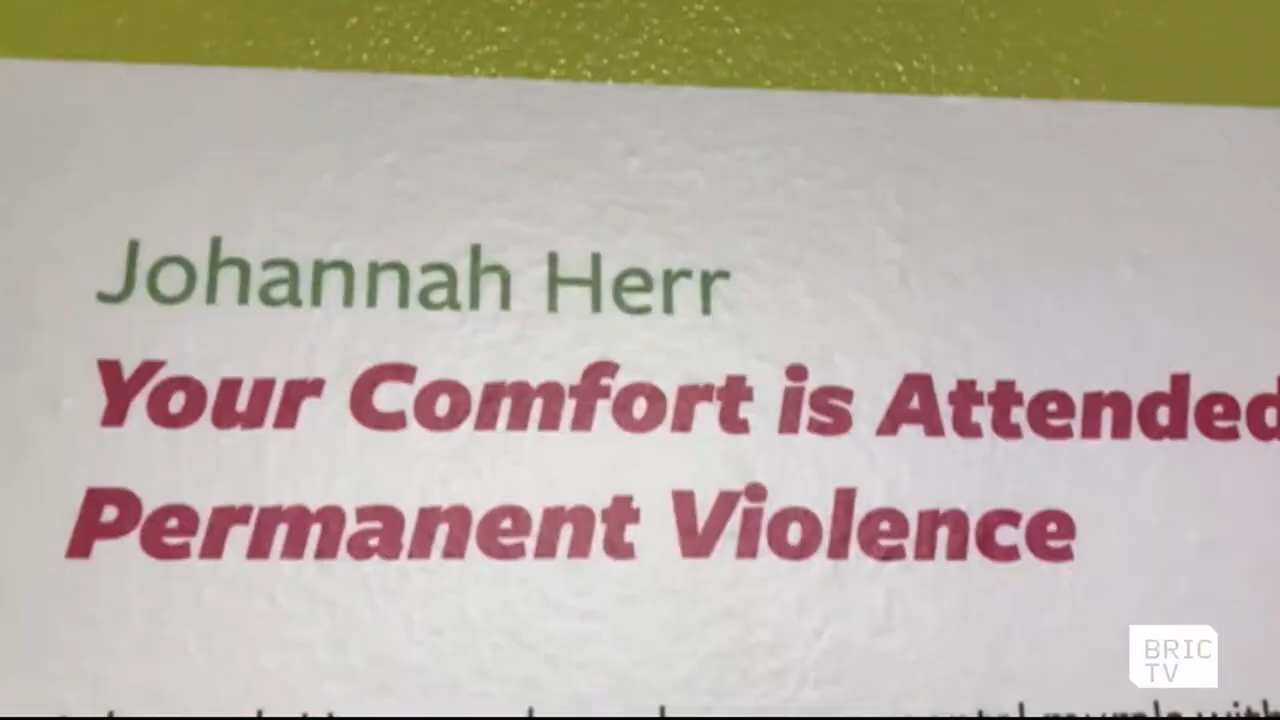 Johannah Herr
Your Comfort is Attended
Permanent Violence
BRIC
TV